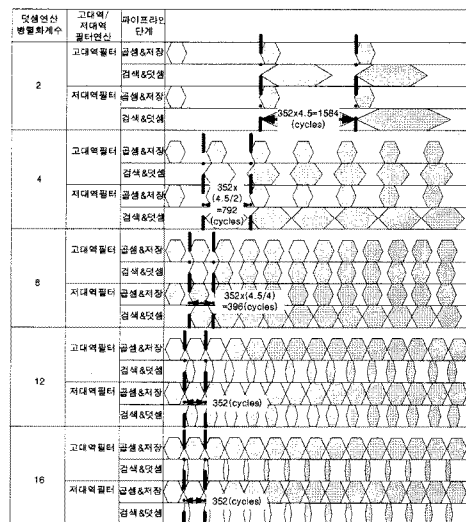 덧셈연산 병렬화계수
고대역/ 저대역 필터연산
파이프라인 단계
2
고대역필터
곱셈&저장
검색&덧셈
저대역필터
곱셈&저장
검색&덧셈
352x4.5=1584
(cycles)
4
고대역필터
곱셈&저장
검색&덧셈
저대역필터
곱셈&저장
검색&덧셈
352x
(4.5/2)
=792
(cycles)
8
고대역필터
곱셈&저장
검색&덧셈
저대역필터
곱셈&저장
검색&덧셈
352x(4.5/4)
=396(cycles)
12
고대역필터
곱셈&저장
검색&덧셈
저대역필터
곱셈&저장
검색&덧셈
352(cycles)
16
고대역필터
곱셈&저장
검색&덧셈
저대역필터
곱셈&저장
검색&덧셈
352(cycles)